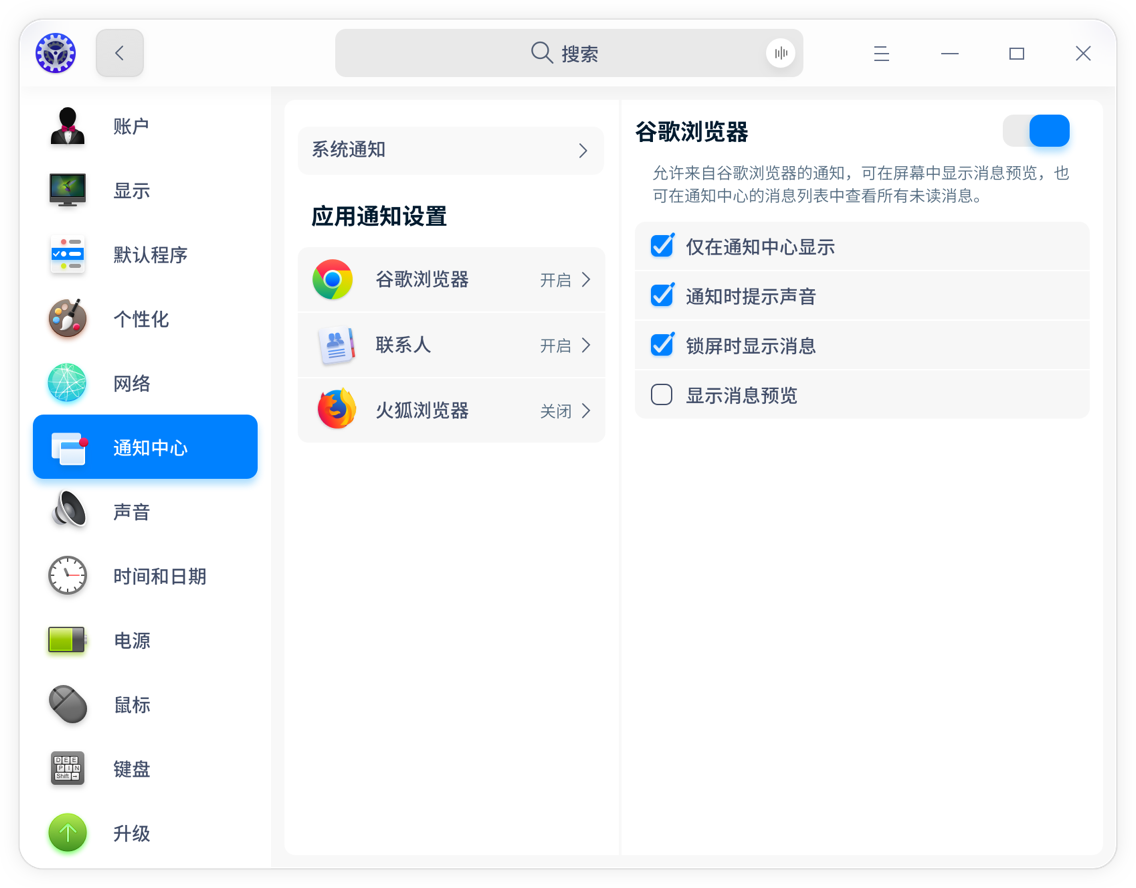 搜索
账户
显示
默认程序
个性化
网络
通知中心
声音
时间和日期
电源
鼠标
键盘
DEE
PIN
Shift
升级
系统通知
应用通知设置
谷歌浏览器 开启
联系人 开启
火狐浏览器 关闭
谷歌浏览器
允许来自谷歌浏览器的通知，可在屏幕中显示消息预览，也
可在通知中心的消息列表中查看所有未读消息。
仅在通知中心显示
通知时提示声音
锁屏时显示消息
显示消息预览